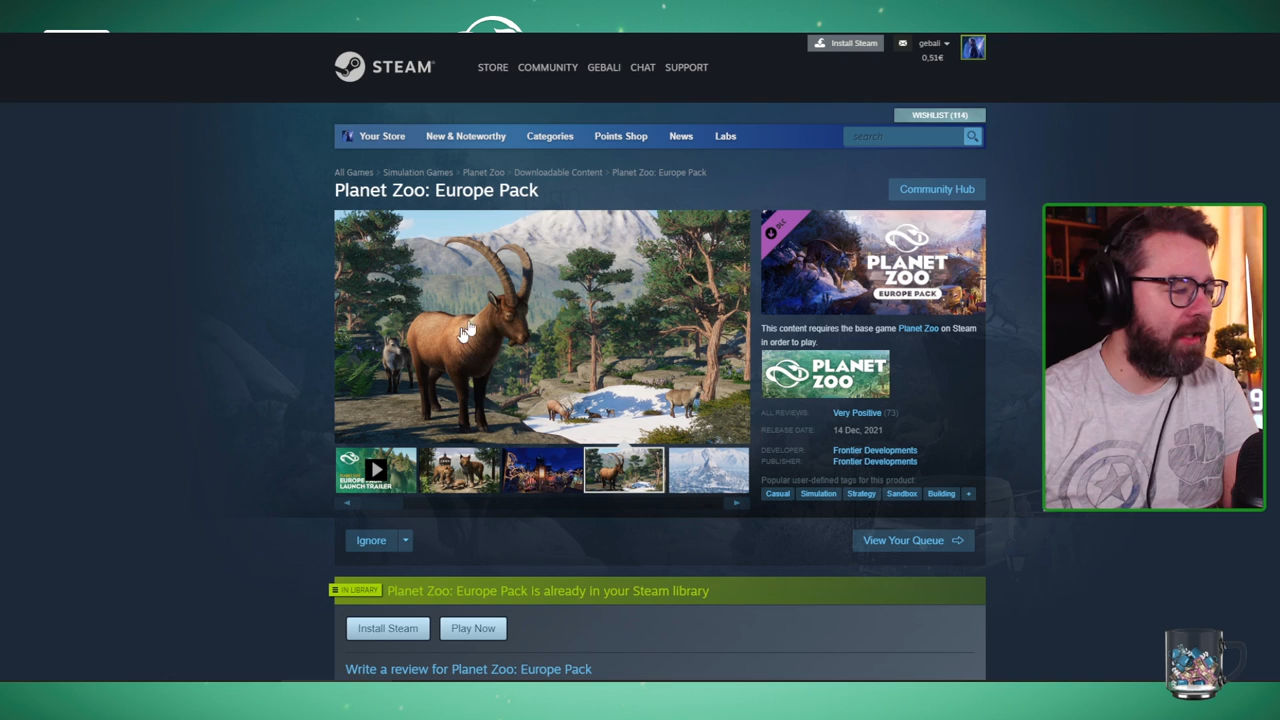 Install Steam
gebali
0,51€
STEAM
STORE COMMUNITY GEBALI CHAT SUPPORT
WISHLIST (114)
Your Store New & Noteworthy Categories Points Shop News Labs search
All Games > Simulation Games > Planet Zoo > Downloadable Content > Planet Zoo: Europe Pack
Planet Zoo: Europe Pack
Community Hub
DLC
PLANET
ZOO
EUROPE PACK
This content requires the base game Planet Zoo on Steam
in order to play.
PLANET
ZOO
ALL REVIEWS: Very Positive (73)
RELEASE DATE: 14 Dec, 2021
DEVELOPER: Frontier Developments
PUBLISHER: Frontier Developments
Popular user-defined tags for this product:
Casual Simulation Strategy Sandbox Building +
EUROPE PACK
LAUNCH TRAILER
Ignore
View Your Queue
IN LIBRARY
Planet Zoo: Europe Pack is already in your Steam library
Install Steam
Play Now
Write a review for Planet Zoo: Europe Pack